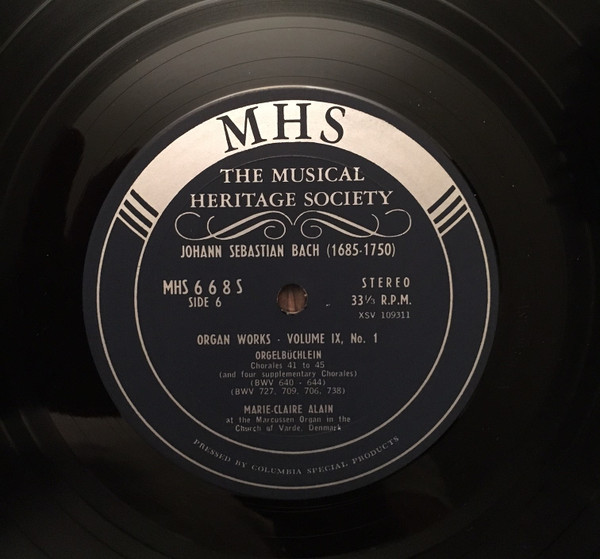 MHS
THE MUSICAL
HERITAGE SOCIETY
JOHANN SEBASTIAN BACH (1685-1750)
MHS 668S
SIDE 6
STEREO
33⅓ R.P.M.
XSV 109311
ORGAN WORKS - VOLUME IX, No. 1
ORGELBÜCHLEIN
Chorales 41 to 45
(and four supplementary Chorales)
(BWV 640 - 644)
(BWV 727, 709, 706, 738)
MARIE-CLAIRE ALAIN
at the Marcussen Organ in the
Church of Varde, Denmark
PRESSED BY COLUMBIA SPECIAL PRODUCTS